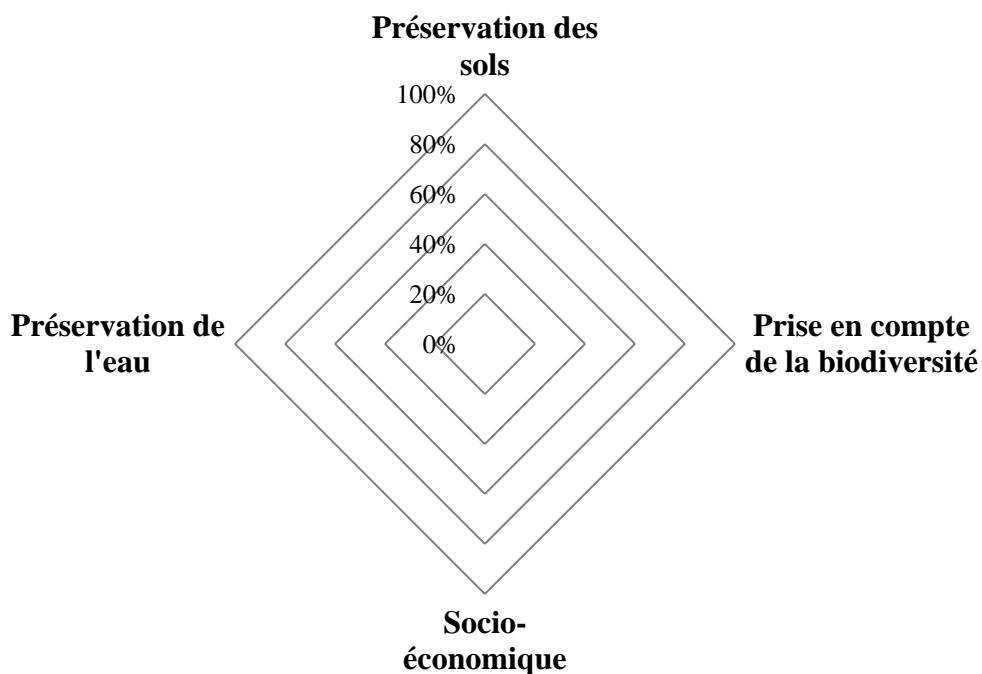 Préservation des
sols
100%
80%
60%
40%
20%
0%
Préservation de
l'eau
Prise en compte
de la biodiversité
Socio-
économique